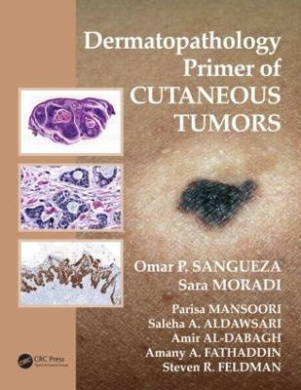 Dermatopathology
Primer of
CUTANEOUS
TUMORS
Omar P. SANGUEZA
Sara MORADI
Parisa MANSOORI
Saleha A. ALDAWSARI
Amir AL-DABAGH
Amany A. FATHADDIN
Steven R. FELDMAN
CRC Press